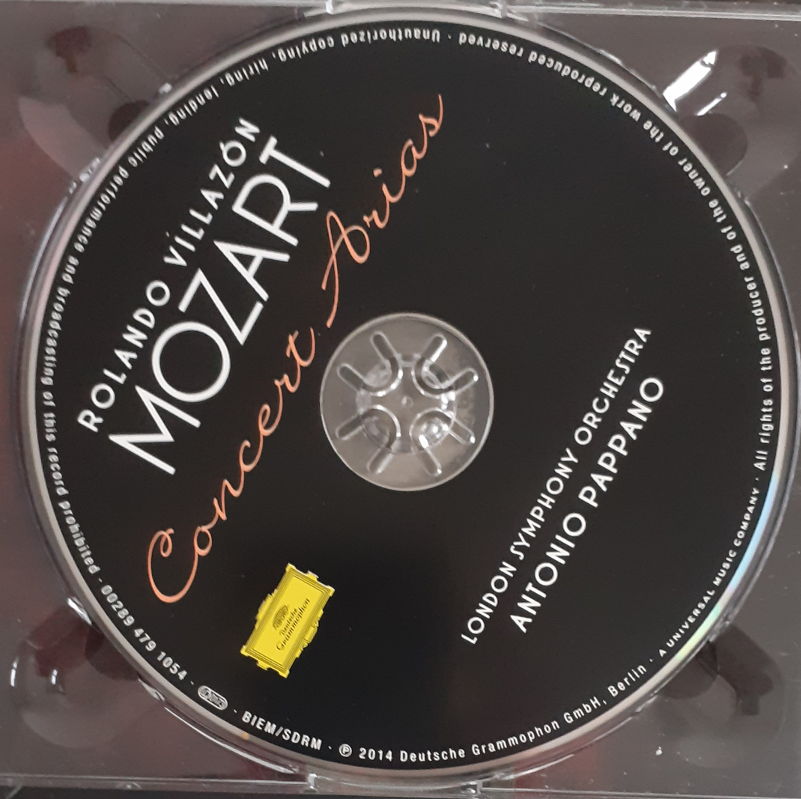 ROLANDO VILLAZÓN
MOZART
Concert Arias
LONDON SYMPHONY ORCHESTRA
ANTONIO PAPPANO
Deutsche
Grammophon
00289 479 1054 · BIEM/SDRM · ℗ 2014 Deutsche Grammophon GmbH, Berlin · A UNIVERSAL MUSIC COMPANY · All rights of the producer and of the owner of the work reproduced reserved · Unauthorized copying, hiring, lending, public performance and broadcasting of this record prohibited ·